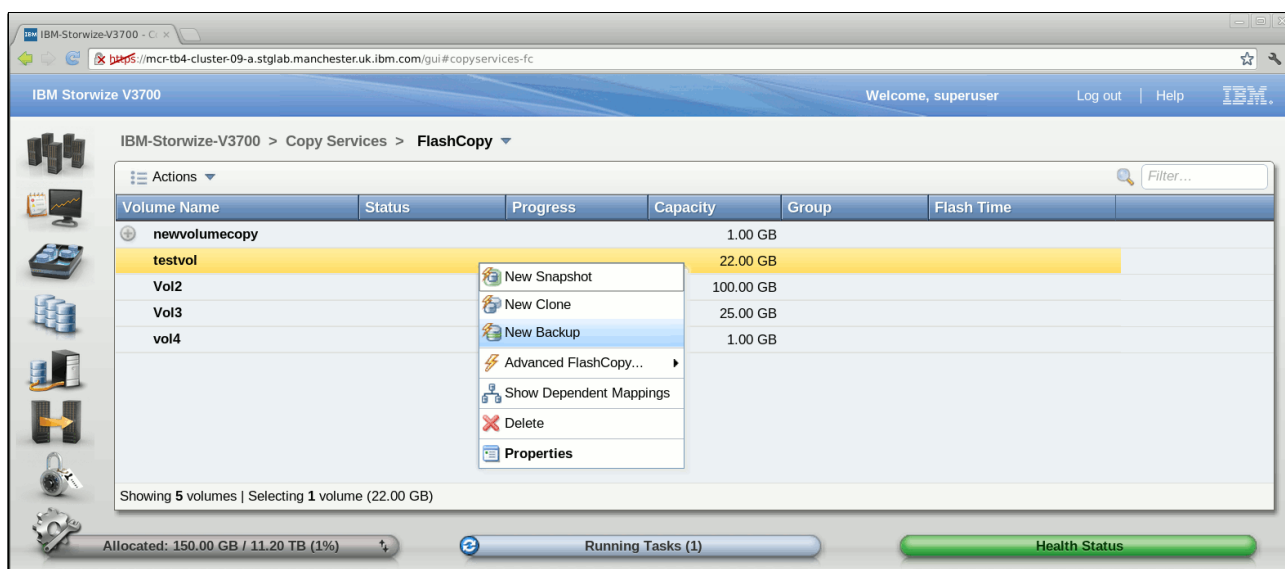 IBM-Storwize-V3700 - C
https://mcr-tb4-cluster-09-a.stglab.manchester.uk.ibm.com/gui#copyservices-fc
IBM Storwize V3700 Welcome, superuser Log out | Help IBM.
IBM-Storwize-V3700 > Copy Services > FlashCopy
Actions Filter...
Volume Name Status Progress Capacity Group Flash Time
newvolumecopy 1.00 GB
testvol 22.00 GB
Vol2 100.00 GB
Vol3 25.00 GB
vol4 1.00 GB
New Snapshot
New Clone
New Backup
Advanced FlashCopy...
Show Dependent Mappings
Delete
Properties
Showing 5 volumes | Selecting 1 volume (22.00 GB)
Allocated: 150.00 GB / 11.20 TB (1%) Running Tasks (1) Health Status